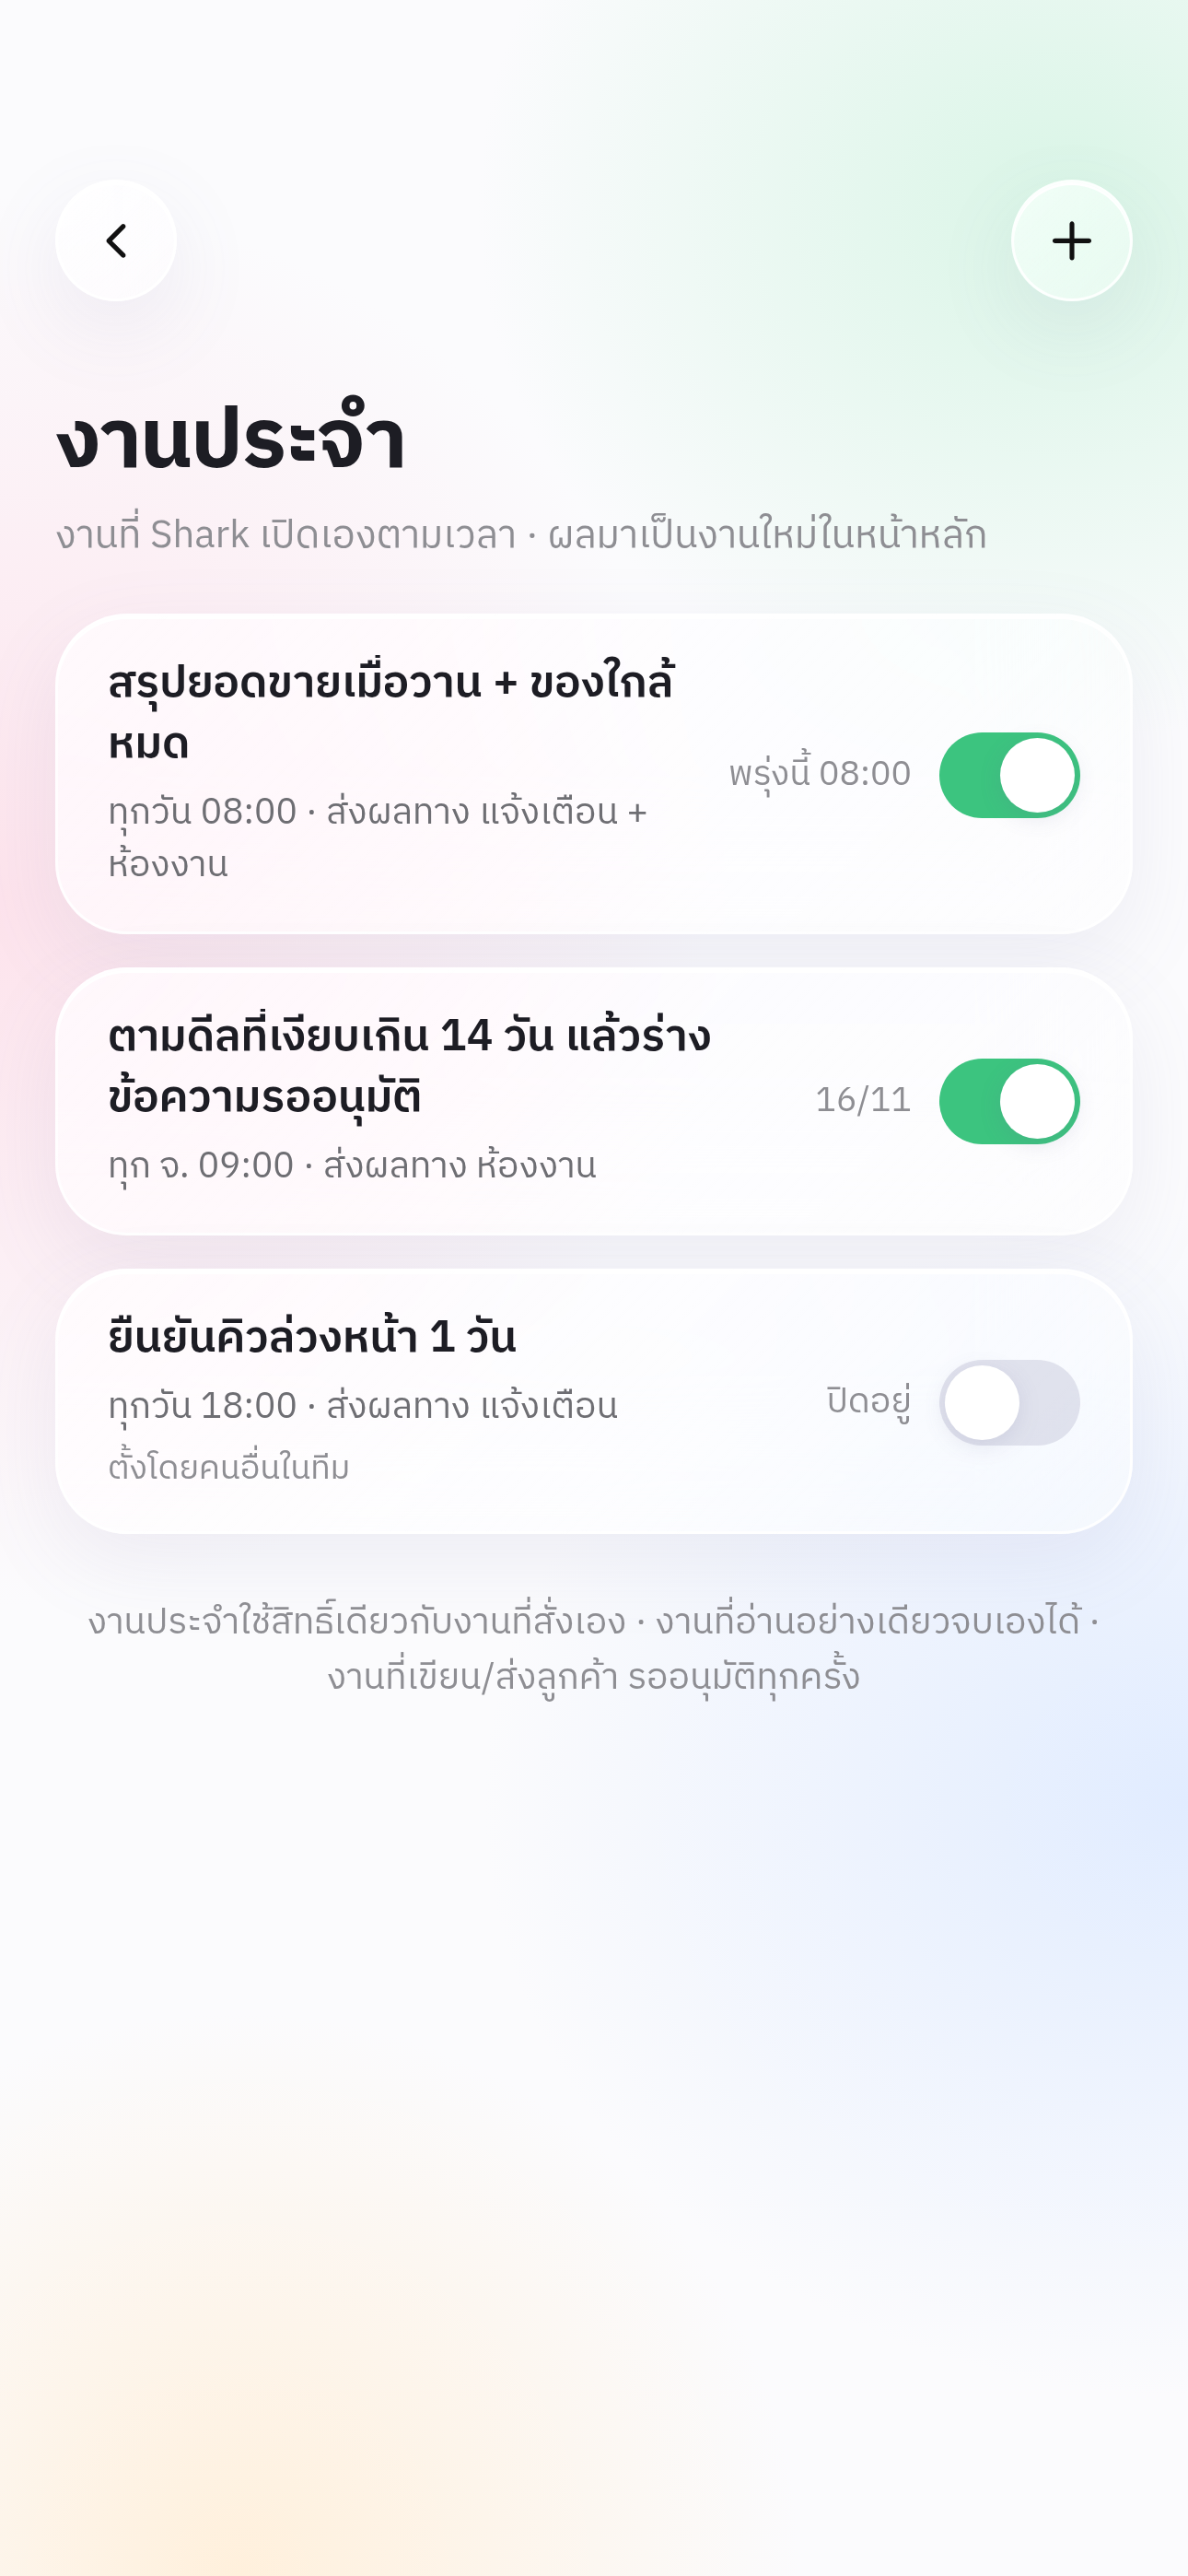 งานประจำ
งานที่ Shark เปิดเองตามเวลา · ผลมาเป็นงานใหม่ในหน้าหลัก
สรุปยอดขายเมื่อวาน + ของใกล้
หมด
ทุกวัน 08:00 · ส่งผลทาง แจ้งเตือน +
ห้องงาน
พรุ่งนี้ 08:00
ตามดีลที่เงียบเกิน 14 วัน แล้วร่าง
ข้อความรออนุมัติ
ทุก จ. 09:00 · ส่งผลทาง ห้องงาน
16/11
ยืนยันคิวล่วงหน้า 1 วัน
ทุกวัน 18:00 · ส่งผลทาง แจ้งเตือน
ตั้งโดยคนอื่นในทีม
ปิดอยู่
งานประจำใช้สิทธิ์เดียวกับงานที่สั่งเอง · งานที่อ่านอย่างเดียวจบเองได้ ·
งานที่เขียน/ส่งลูกค้า รออนุมัติทุกครั้ง